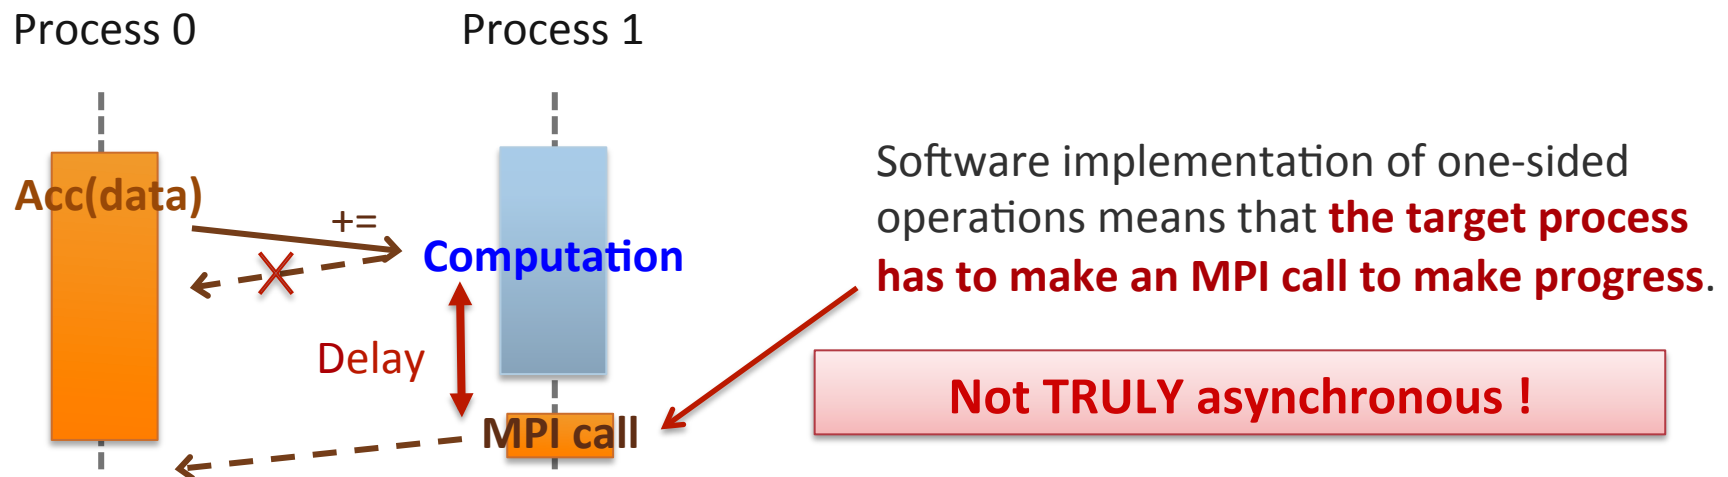 Process 0
Process 1
Acc(data)
+=
Computation
Delay
MPI call
Software implementation of one-sided
operations means that the target process
has to make an MPI call to make progress.
Not TRULY asynchronous !